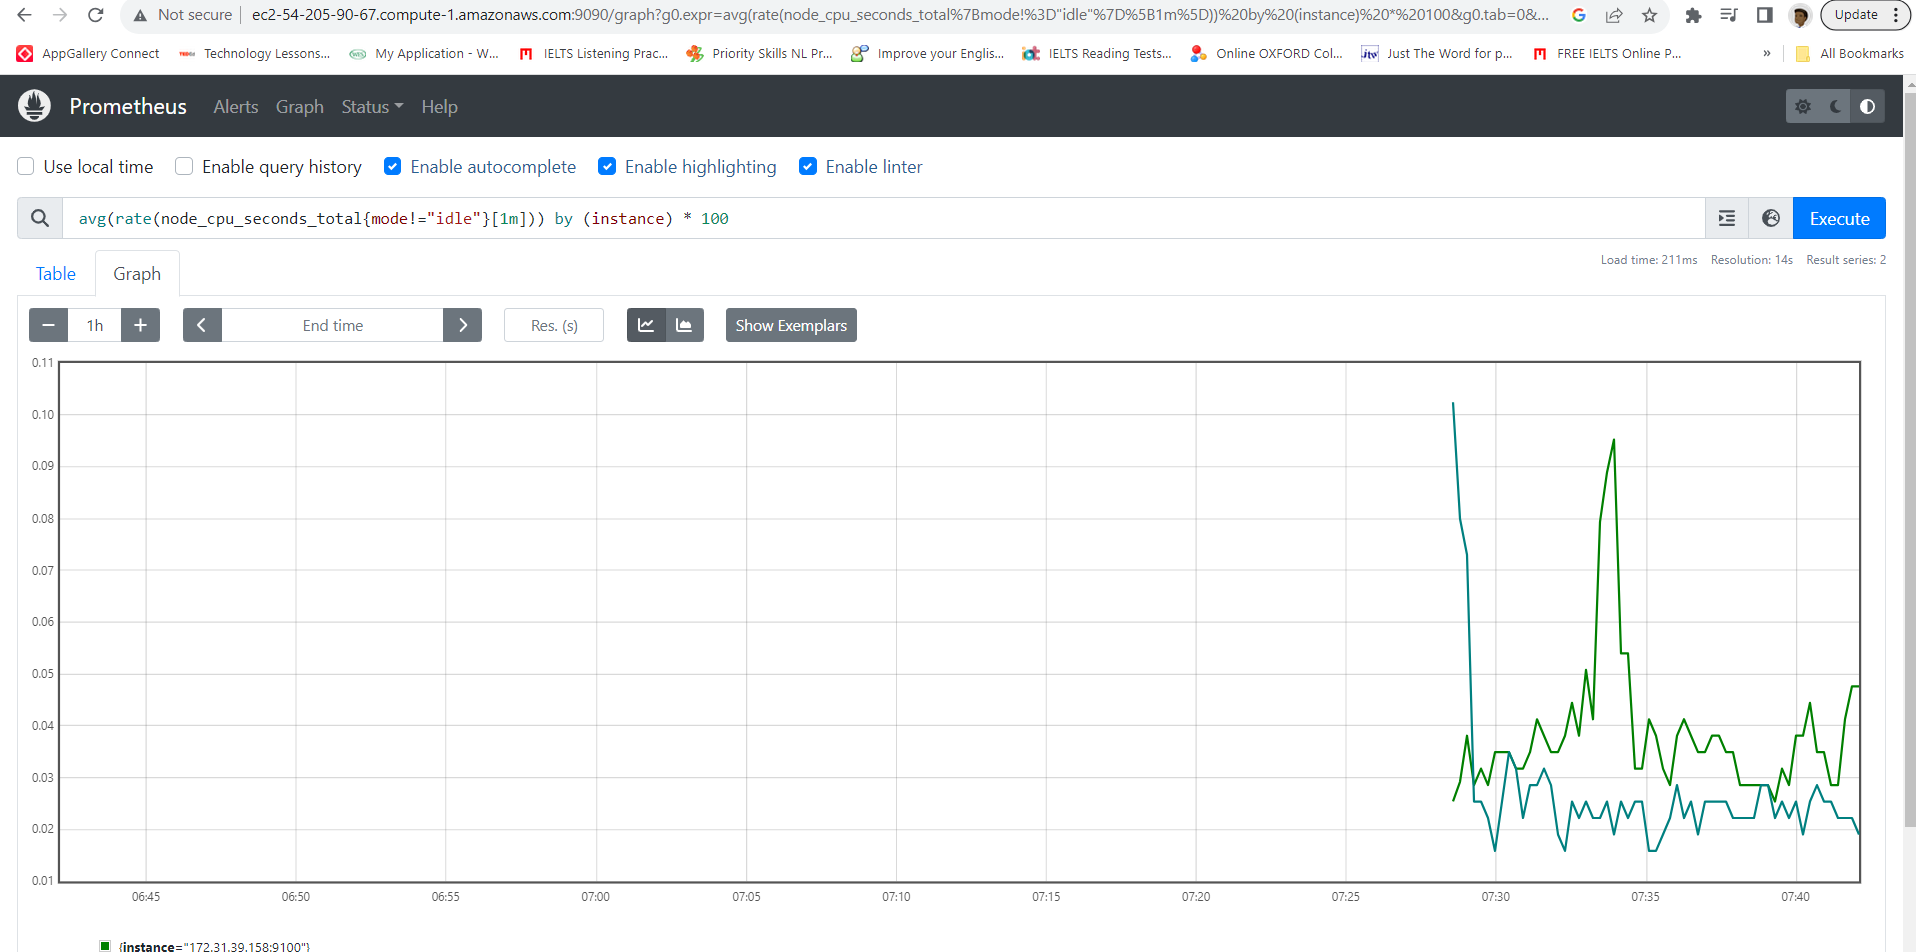 Not secure ec2-54-205-90-67.compute-1.amazonaws.com:9090/graph?g0.expr=avg(rate(node_cpu_seconds_total%7Bmode!%3D"idle"%7D%5B1m%5D))%20by%20(instance)%20*%20100&g0.tab=0&... Update
AppGallery Connect Technology Lessons... My Application - W... IELTS Listening Prac... Priority Skills NL Pr... Improve your Englis... IELTS Reading Tests... Online OXFORD Col... Just The Word for p... FREE IELTS Online P... » All Bookmarks
Prometheus Alerts Graph Status Help
Use local time Enable query history Enable autocomplete Enable highlighting Enable linter
avg(rate(node_cpu_seconds_total{mode!="idle"}[1m])) by (instance) * 100 Execute
Load time: 211ms Resolution: 14s Result series: 2
Table Graph
1h End time Res. (s) Show Exemplars
0.11
0.10
0.09
0.08
0.07
0.06
0.05
0.04
0.03
0.02
0.01
06:45 06:50 06:55 07:00 07:05 07:10 07:15 07:20 07:25 07:30 07:35 07:40
{instance="172.31.39.158:9100"}